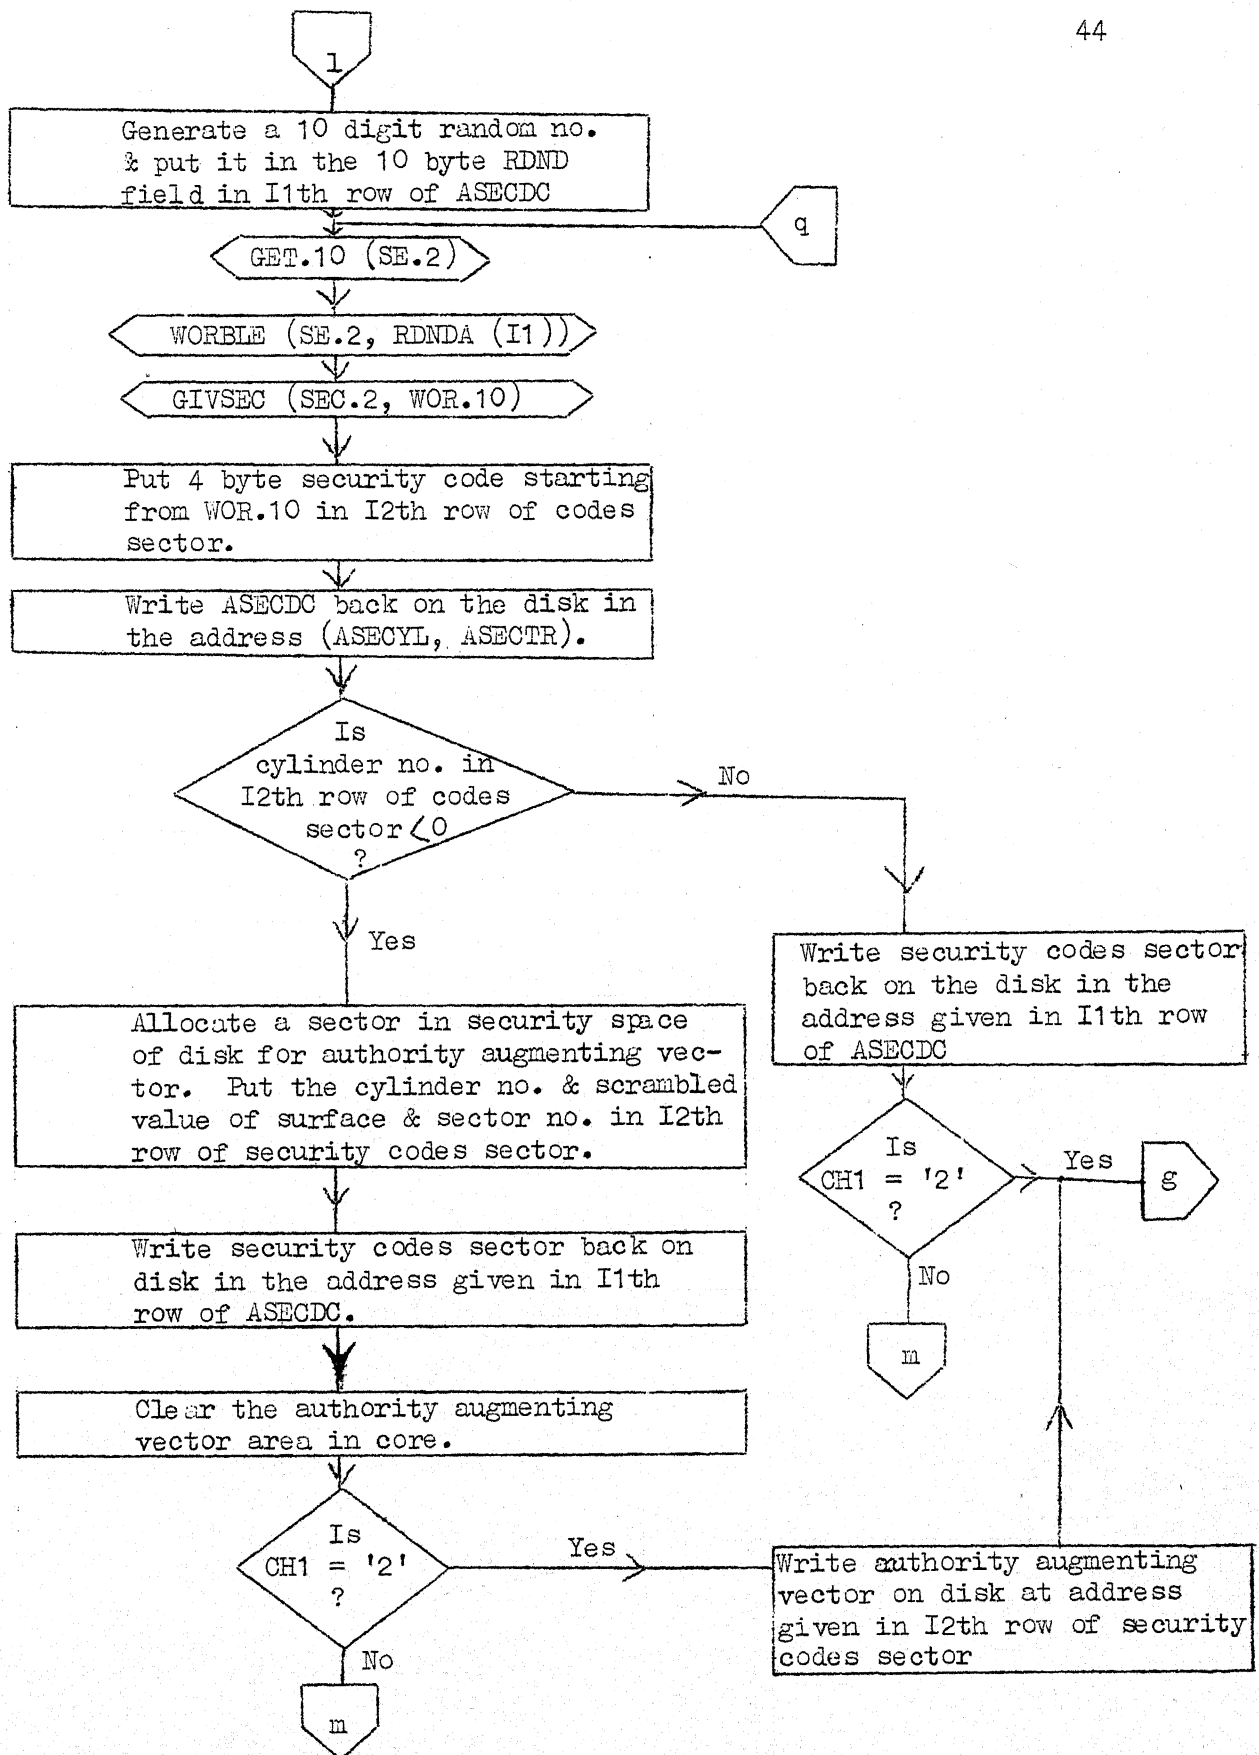 44
l
Generate a 10 digit random no.
& put it in the 10 byte RDND
field in I1th row of ASECDC
q
GET.10 (SE.2)
WORBLE (SE.2, RDNDA (I1))
GIVSEC (SEC.2, WOR.10)
Put 4 byte security code starting
from WOR.10 in I2th row of codes
sector.
Write ASECDC back on the disk in
the address (ASECYL, ASECTR).
Is
cylinder no. in
I2th row of codes
sector <0
?
No
Yes
Write security codes sector
back on the disk in the
address given in I1th row
of ASECDC
Allocate a sector in security space
of disk for authority augmenting vec-
tor. Put the cylinder no. & scrambled
value of surface & sector no. in I2th
row of security codes sector.
Is
CH1 = '2'
?
Yes
g
No
m
Write security codes sector back on
disk in the address given in I1th
row of ASECDC.
Clear the authority augmenting
vector area in core.
Is
CH1 = '2'
?
Yes
Write authority augmenting
vector on disk at address
given in I2th row of security
codes sector
No
m